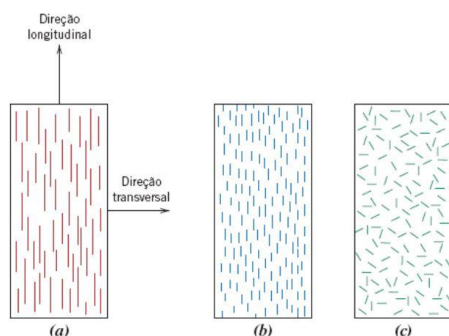 Direção
longitudinal
Direção
transversal
(a)
(b)
(c)